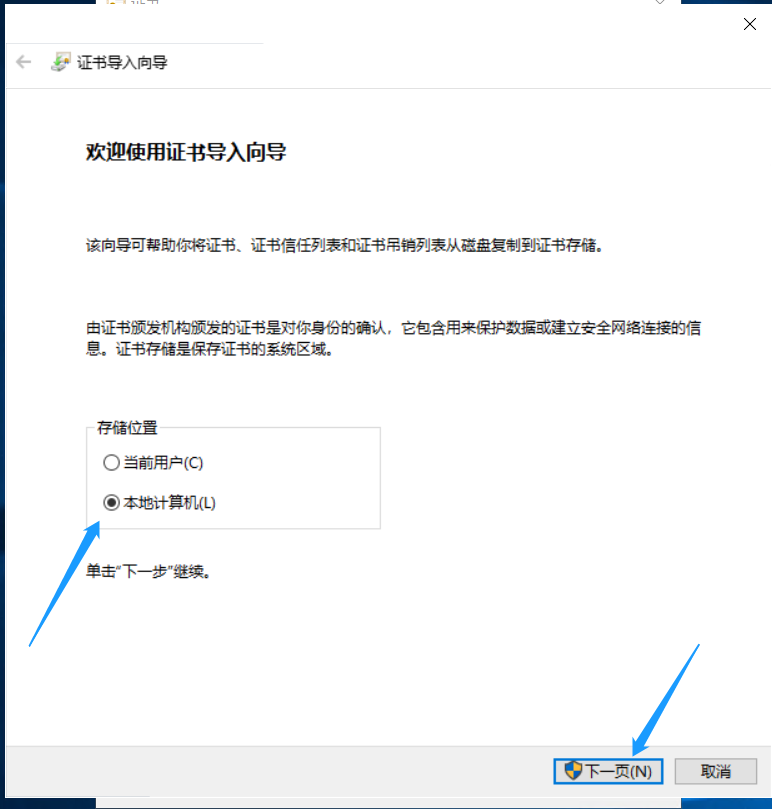 证书导入向导
欢迎使用证书导入向导
该向导可帮助你将证书、证书信任列表和证书吊销列表从磁盘复制到证书存储。
由证书颁发机构颁发的证书是对你身份的确认，它包含用来保护数据或建立安全网络连接的信
息。证书存储是保存证书的系统区域。
存储位置
当前用户(C)
本地计算机(L)
单击“下一步”继续。
下一页(N)
取消